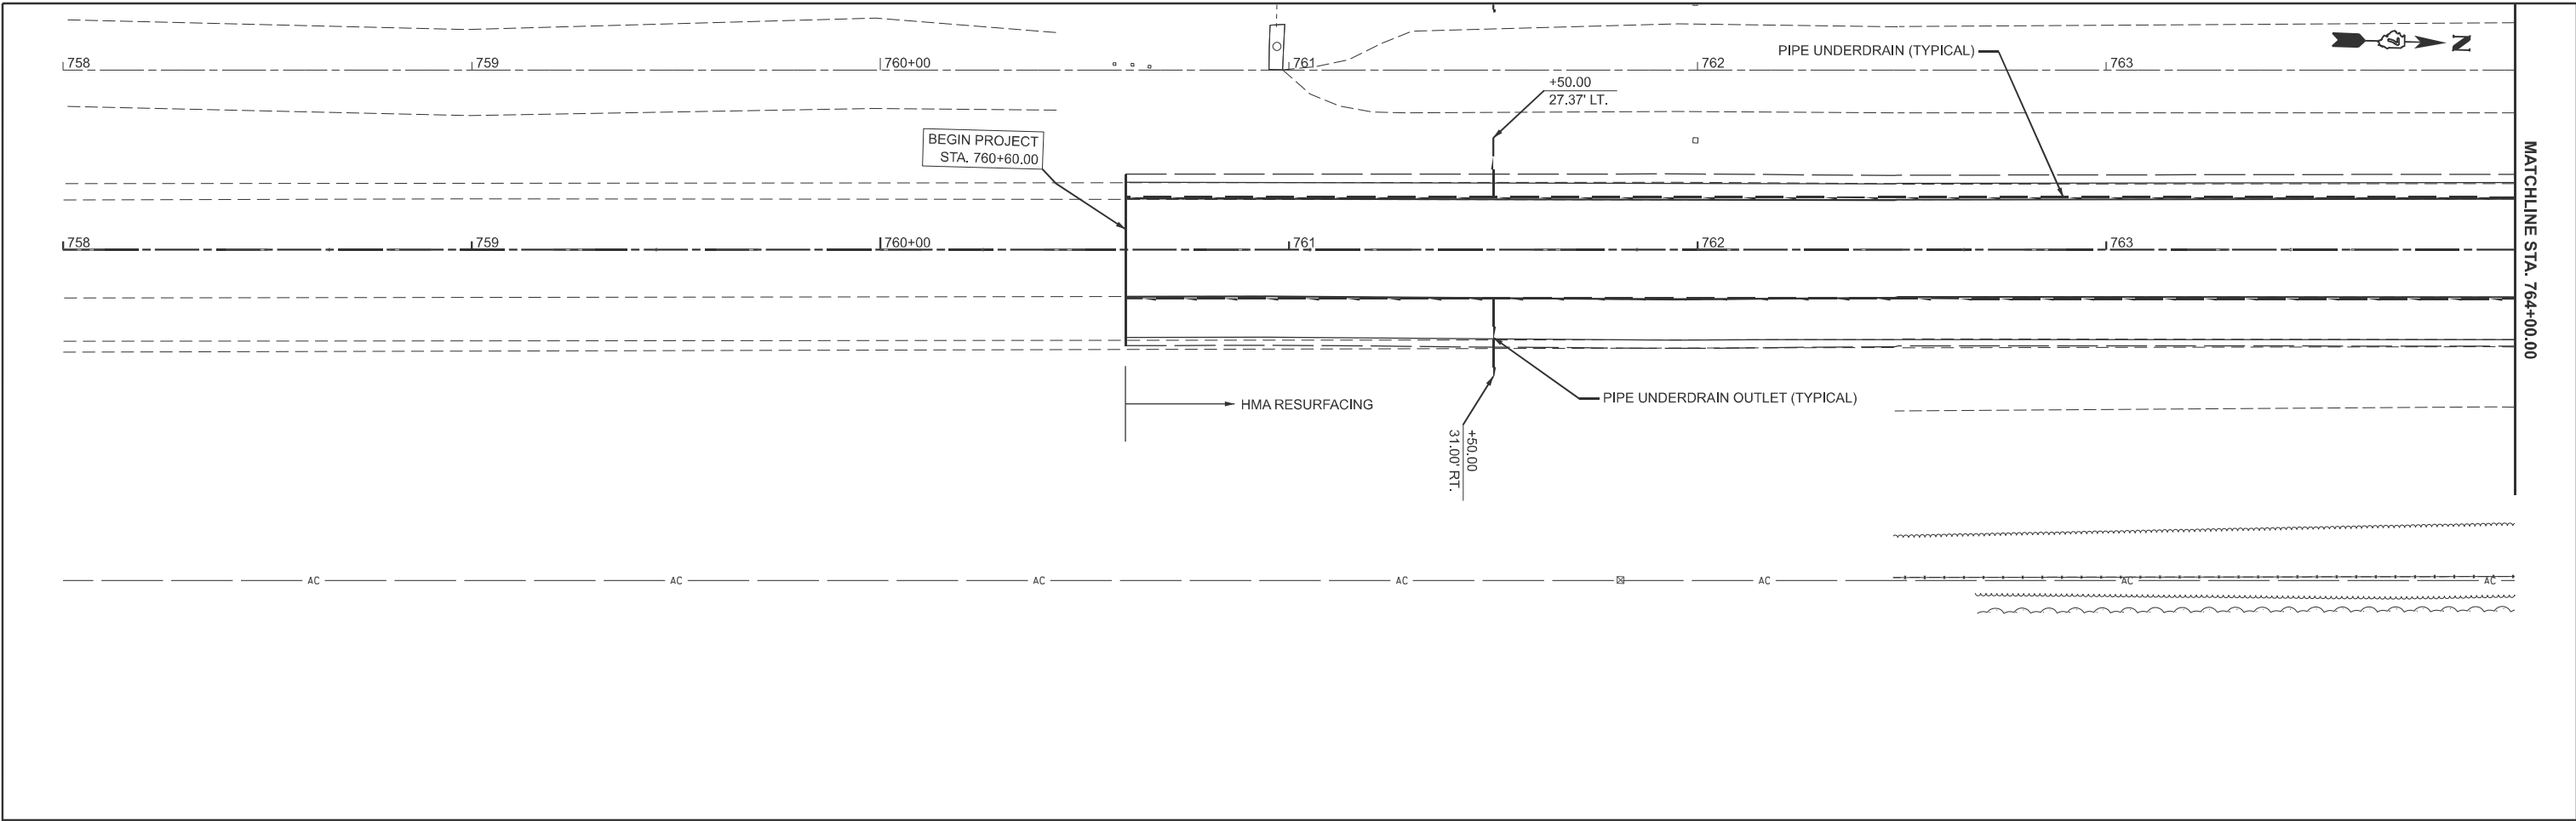 758
759
760+00
761
762
763
PIPE UNDERDRAIN (TYPICAL)
N
+50.00
27.37' LT.
BEGIN PROJECT
STA. 760+60.00
758
759
760+00
761
762
763
MATCHLINE STA. 764+00.00
HMA RESURFACING
PIPE UNDERDRAIN OUTLET (TYPICAL)
+50.00
31.00' RT.
AC
AC
AC
AC
AC
AC
AC